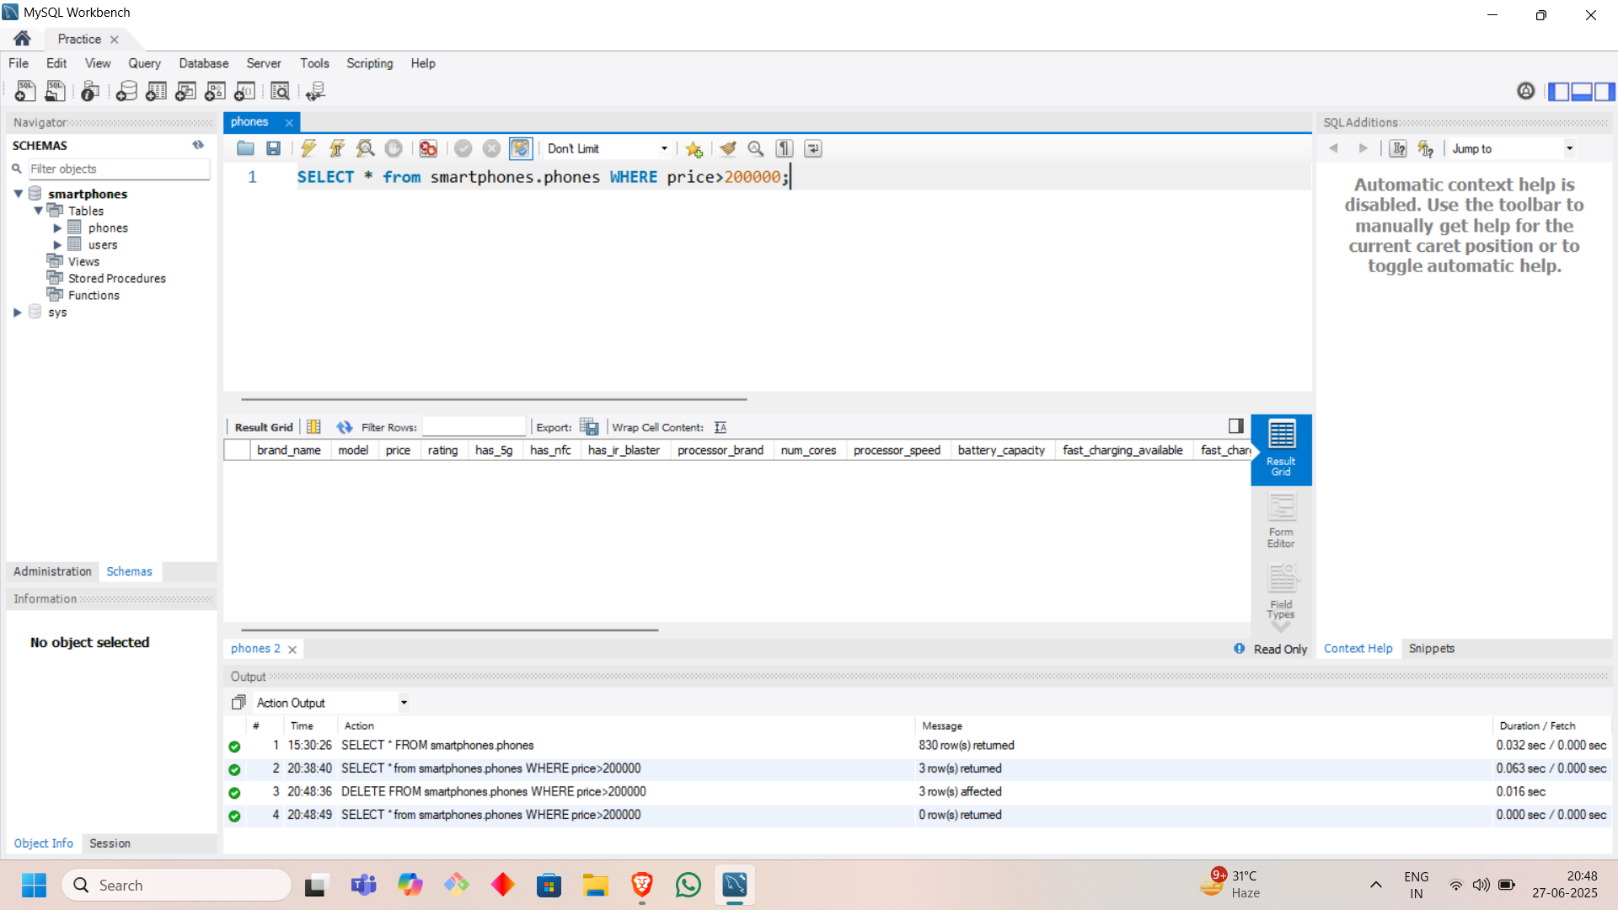 MySQL Workbench
Practice
File Edit View Query Database Server Tools Scripting Help
Navigator
SCHEMAS
Filter objects
smartphones
Tables
phones
users
Views
Stored Procedures
Functions
sys
Administration Schemas
Information
No object selected
Object Info Session
phones
Don't Limit
1 SELECT * from smartphones.phones WHERE price>200000;
Result Grid Filter Rows: Export: Wrap Cell Content:
brand_name model price rating has_5g has_nfc has_ir_blaster processor_brand num_cores processor_speed battery_capacity fast_charging_available fast_char
Result
Grid
Form
Editor
Field
Types
phones 2
Read Only
SQLAdditions
Jump to
Automatic context help is
disabled. Use the toolbar to
manually get help for the
current caret position or to
toggle automatic help.
Context Help Snippets
Output
Action Output
# Time Action Message Duration / Fetch
1 15:30:26 SELECT * FROM smartphones.phones 830 row(s) returned 0.032 sec / 0.000 sec
2 20:38:40 SELECT * from smartphones.phones WHERE price>200000 3 row(s) returned 0.063 sec / 0.000 sec
3 20:48:36 DELETE FROM smartphones.phones WHERE price>200000 3 row(s) affected 0.016 sec
4 20:48:49 SELECT * from smartphones.phones WHERE price>200000 0 row(s) returned 0.000 sec / 0.000 sec
Search
9+
31°C
Haze
ENG
IN
20:48
27-06-2025